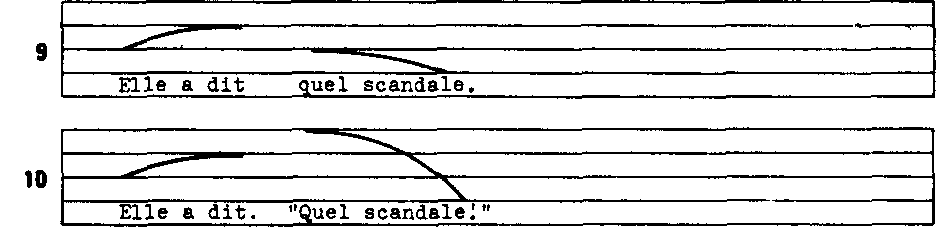 9
Elle a dit quel scandale.
10
Elle a dit. "Quel scandale!"